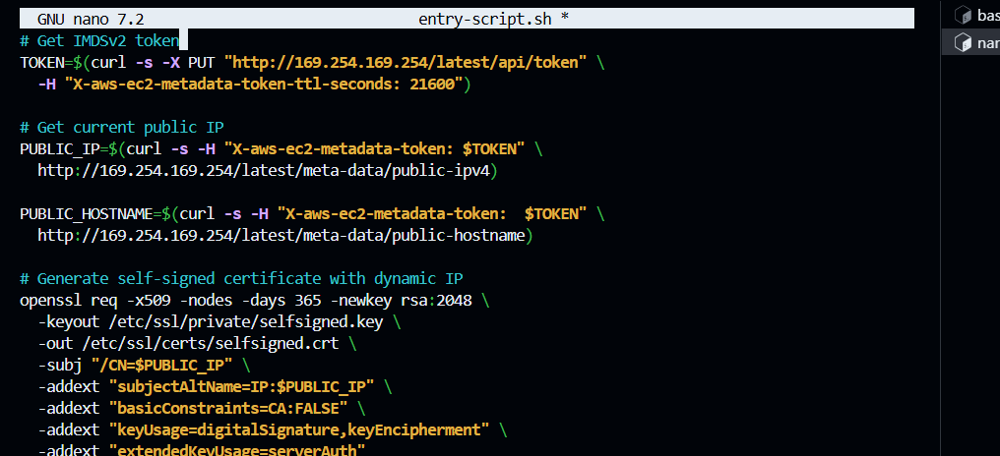 GNU nano 7.2 entry-script.sh *
# Get IMDSv2 token
TOKEN=$(curl -s -X PUT "http://169.254.169.254/latest/api/token" \
-H "X-aws-ec2-metadata-token-ttl-seconds: 21600")
# Get current public IP
PUBLIC_IP=$(curl -s -H "X-aws-ec2-metadata-token: $TOKEN" \
http://169.254.169.254/latest/meta-data/public-ipv4)
PUBLIC_HOSTNAME=$(curl -s -H "X-aws-ec2-metadata-token:  $TOKEN" \
http://169.254.169.254/latest/meta-data/public-hostname)
# Generate self-signed certificate with dynamic IP
openssl req -x509 -nodes -days 365 -newkey rsa:2048 \
-keyout /etc/ssl/private/selfsigned.key \
-out /etc/ssl/certs/selfsigned.crt \
-subj "/CN=$PUBLIC_IP" \
-addext "subjectAltName=IP:$PUBLIC_IP" \
-addext "basicConstraints=CA:FALSE" \
-addext "keyUsage=digitalSignature,keyEncipherment" \
-addext "extendedKeyUsage=serverAuth"
bas
nan